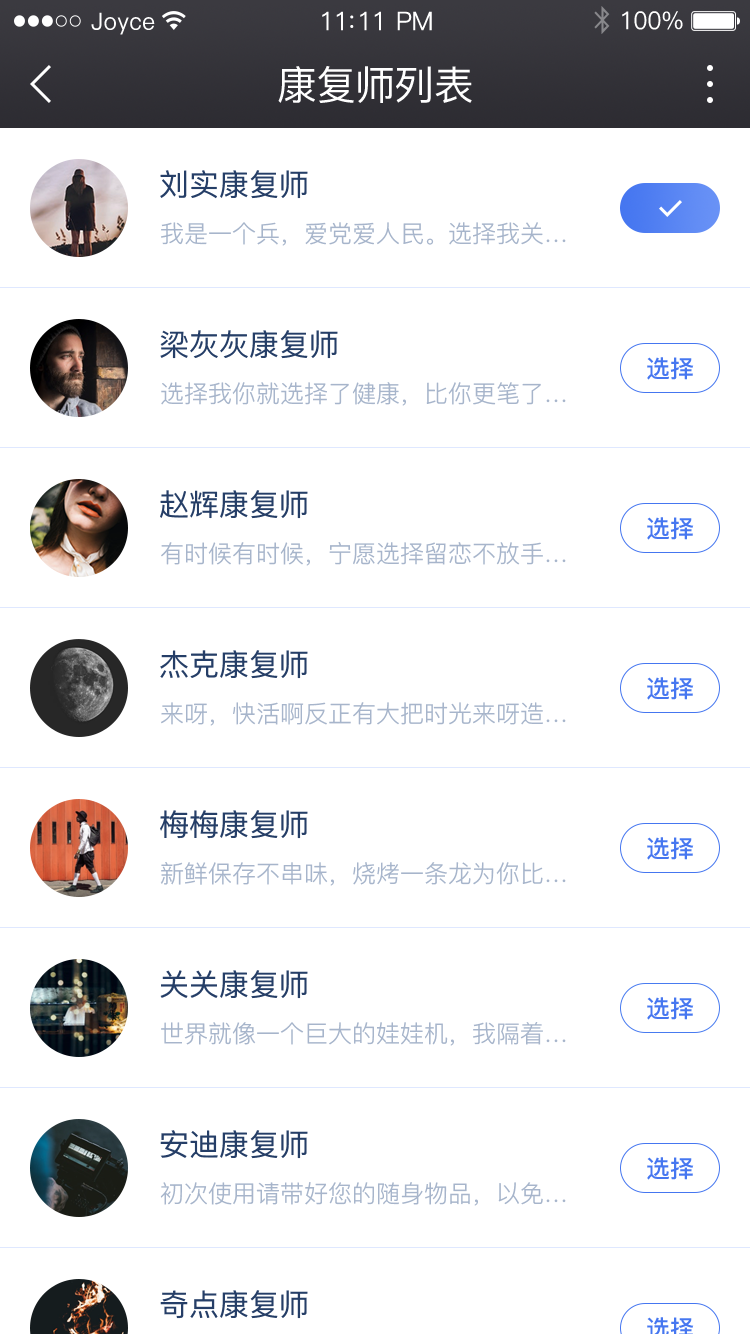 Joyce 11:11 PM 100%
康复师列表
刘实康复师
我是一个兵，爱党爱人民。选择我关...
梁灰灰康复师
选择我你就选择了健康，比你更笔了...
选择
赵辉康复师
有时候有时候，宁愿选择留恋不放手...
选择
杰克康复师
来呀，快活啊反正有大把时光来呀造...
选择
梅梅康复师
新鲜保存不串味，烧烤一条龙为你比...
选择
关关康复师
世界就像一个巨大的娃娃机，我隔着...
选择
安迪康复师
初次使用请带好您的随身物品，以免...
选择
奇点康复师
选择